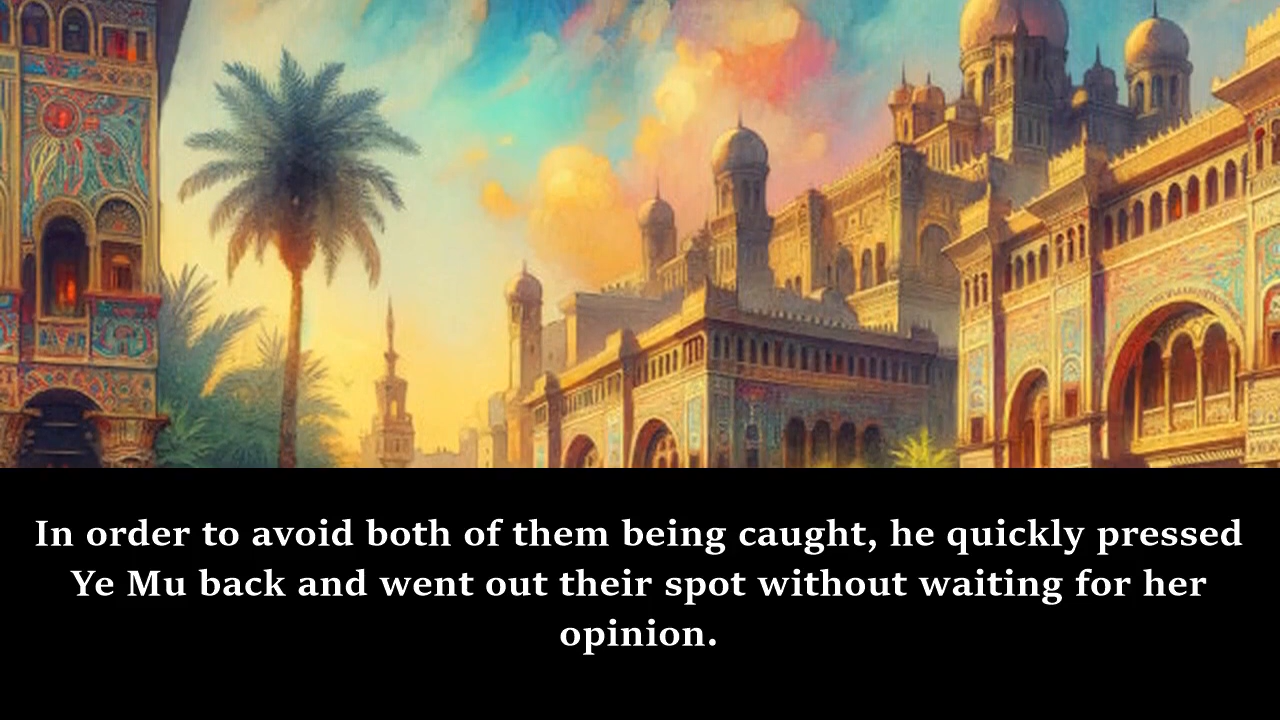 In order to avoid both of them being caught, he quickly pressed
Ye Mu back and went out their spot without waiting for her
opinion.